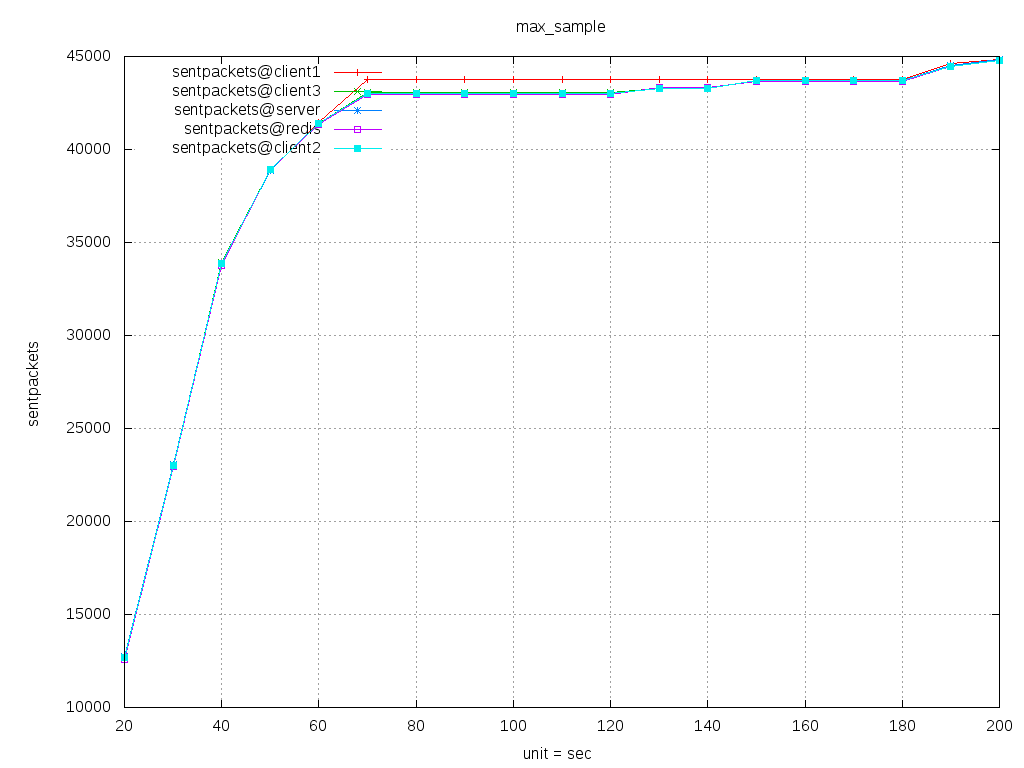 max_sample
45000
40000
35000
30000
25000
20000
15000
10000
sentpackets
sentpackets@client1
sentpackets@client3
sentpackets@server
sentpackets@redis
sentpackets@client2
20 40 60 80 100 120 140 160 180 200
unit = sec